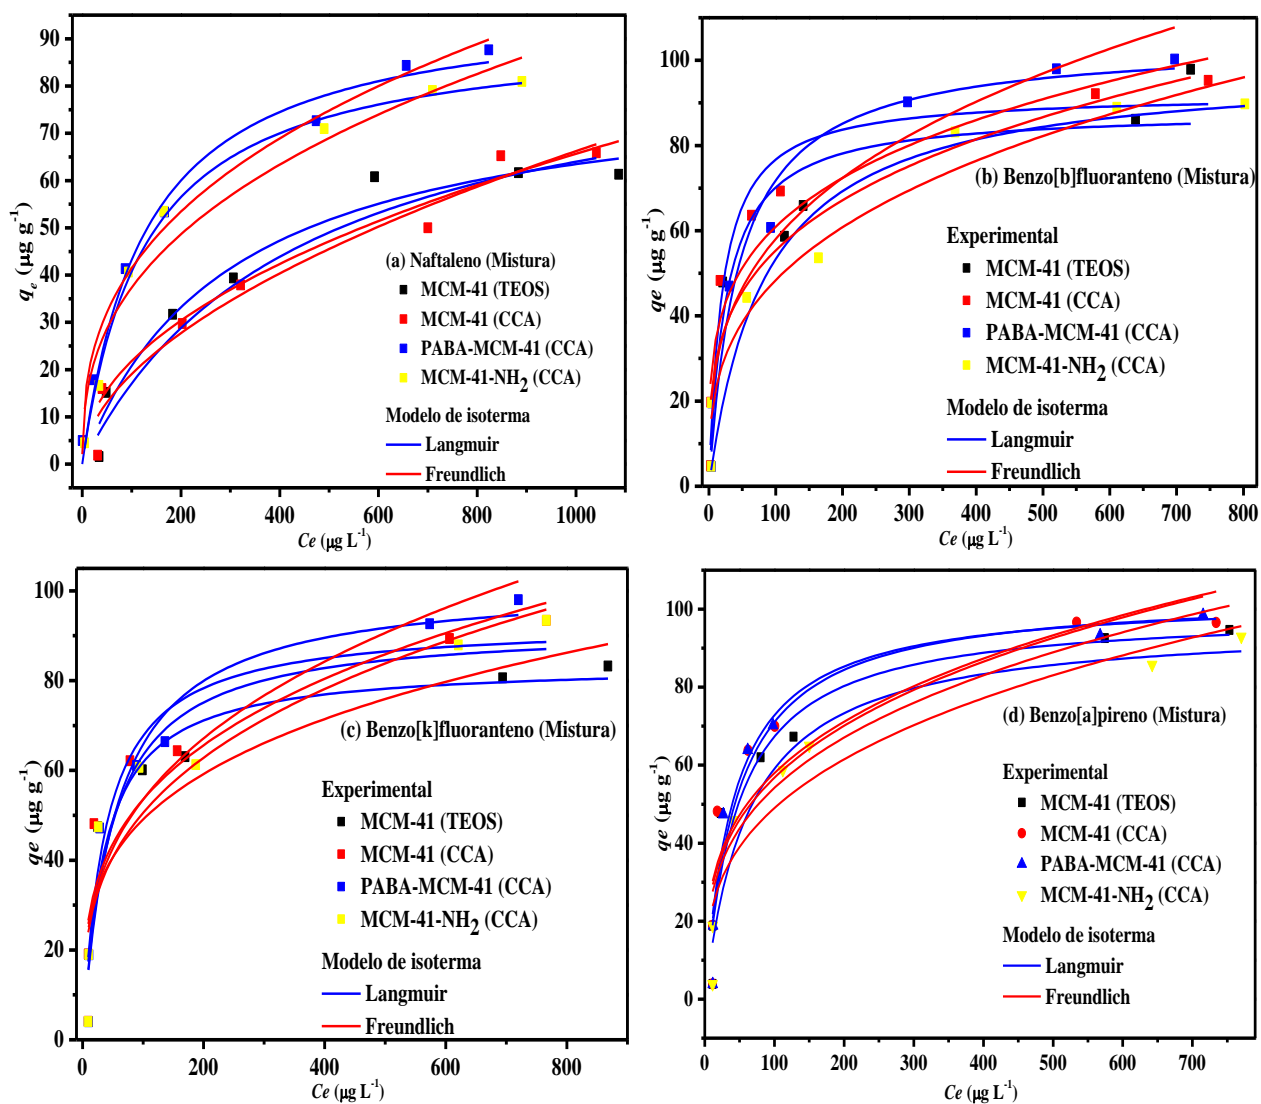 90
80
70
60
50
40
30
20
10
0
q_e (µg g⁻¹)
(a) Naftaleno (Mistura)
MCM-41 (TEOS)
MCM-41 (CCA)
PABA-MCM-41 (CCA)
MCM-41-NH₂ (CCA)
Modelo de isoterma
Langmuir
Freundlich
0 200 400 600 800 1000
Ce (µg L⁻¹)
100
80
60
40
20
0
qe (µg g⁻¹)
(b) Benzo[b]fluoranteno (Mistura)
Experimental
MCM-41 (TEOS)
MCM-41 (CCA)
PABA-MCM-41 (CCA)
MCM-41-NH₂ (CCA)
Modelo de isoterma
Langmuir
Freundlich
0 100 200 300 400 500 600 700 800
Ce (µg L⁻¹)
100
80
60
40
20
0
qe (µg g⁻¹)
(c) Benzo[k]fluoranteno (Mistura)
Experimental
MCM-41 (TEOS)
MCM-41 (CCA)
PABA-MCM-41 (CCA)
MCM-41-NH₂ (CCA)
Modelo de isoterma
Langmuir
Freundlich
0 200 400 600 800
Ce (µg L⁻¹)
100
80
60
40
20
0
qe (µg g⁻¹)
(d) Benzo[a]pireno (Mistura)
Experimental
MCM-41 (TEOS)
MCM-41 (CCA)
PABA-MCM-41 (CCA)
MCM-41-NH₂ (CCA)
Modelo de isoterma
Langmuir
Freundlich
0 100 200 300 400 500 600 700
Ce (µg L⁻¹)